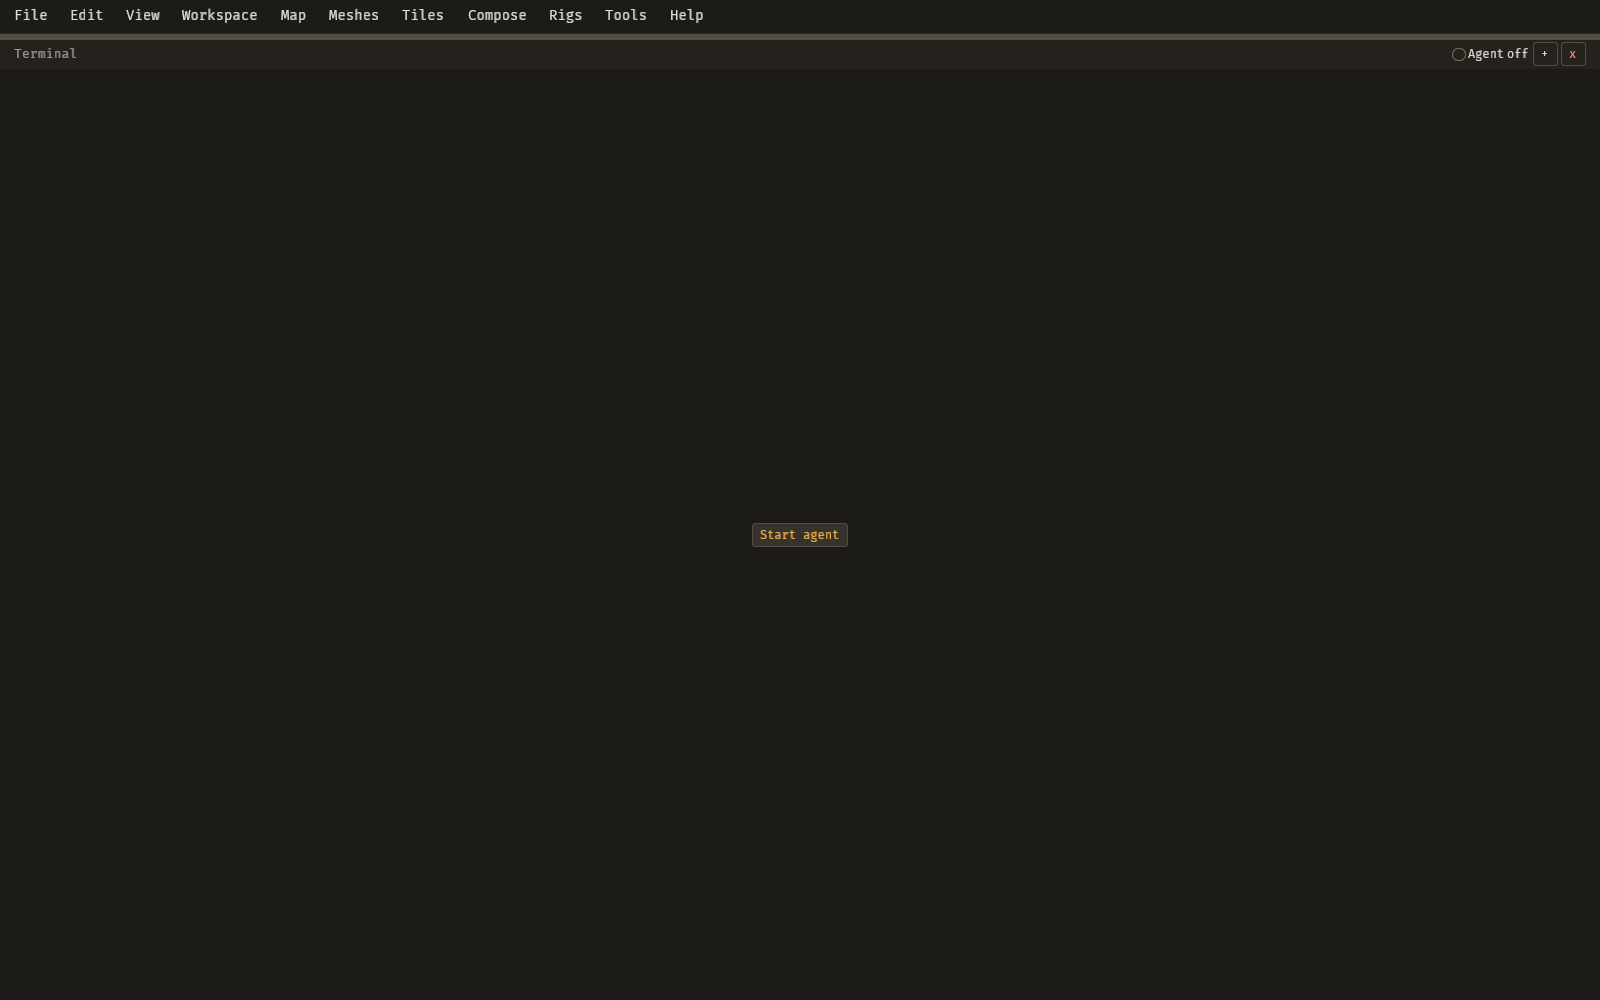 File Edit View Workspace Map Meshes Tiles Compose Rigs Tools Help
Terminal Agent off + x
Start agent